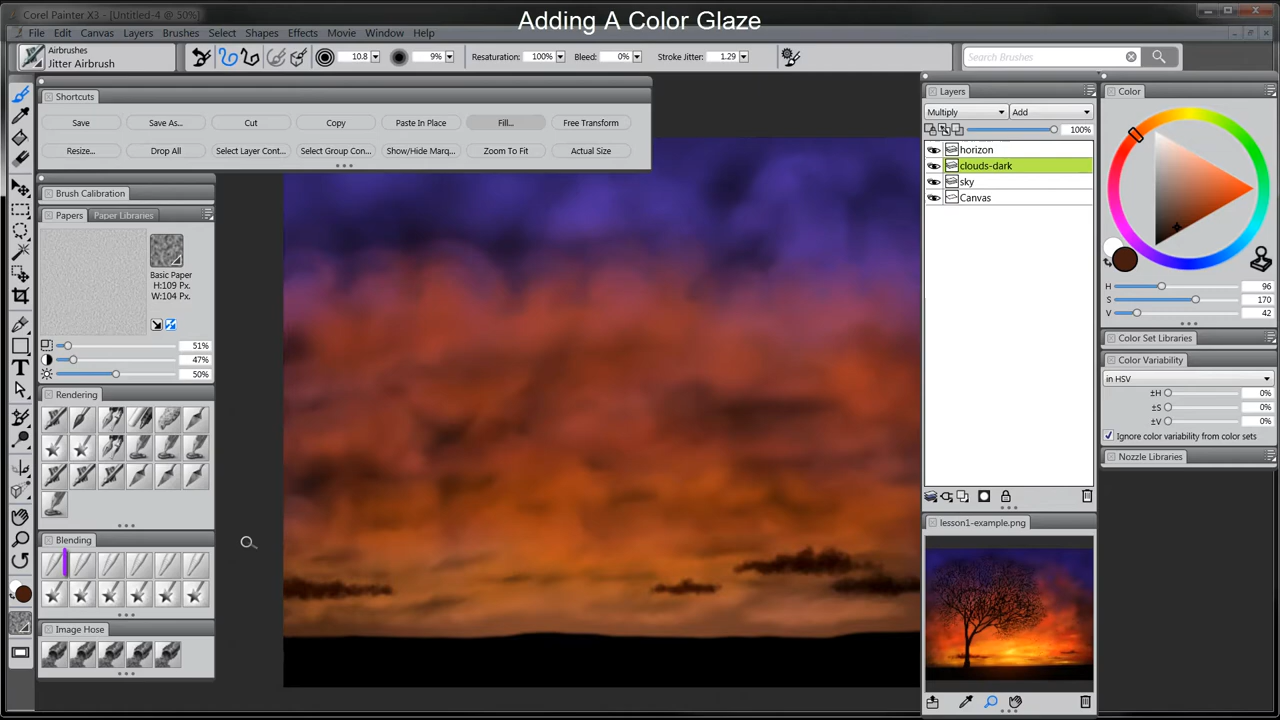 Corel Painter X3 - [Untitled-4 @ 50%]
Adding A Color Glaze
File Edit Canvas Layers Brushes Select Shapes Effects Movie Window Help
Airbrushes
Jitter Airbrush
10.8 9% Resaturation: 100% Bleed: 0% Stroke Jitter: 1.29
Search Brushes
Shortcuts
Save Save As... Cut Copy Paste In Place Fill... Free Transform
Resize... Drop All Select Layer Cont... Select Group Con... Show/Hide Marq... Zoom To Fit Actual Size
Brush Calibration
Papers Paper Libraries
Basic Paper
H:109 Px.
W:104 Px.
51%
47%
50%
Rendering
Blending
Image Hose
Layers
Multiply Add
100%
horizon
clouds-dark
sky
Canvas
lesson1-example.png
Color
H 96
S 170
V 42
Color Set Libraries
Color Variability
in HSV
±H 0%
±S 0%
±V 0%
Ignore color variability from color sets
Nozzle Libraries